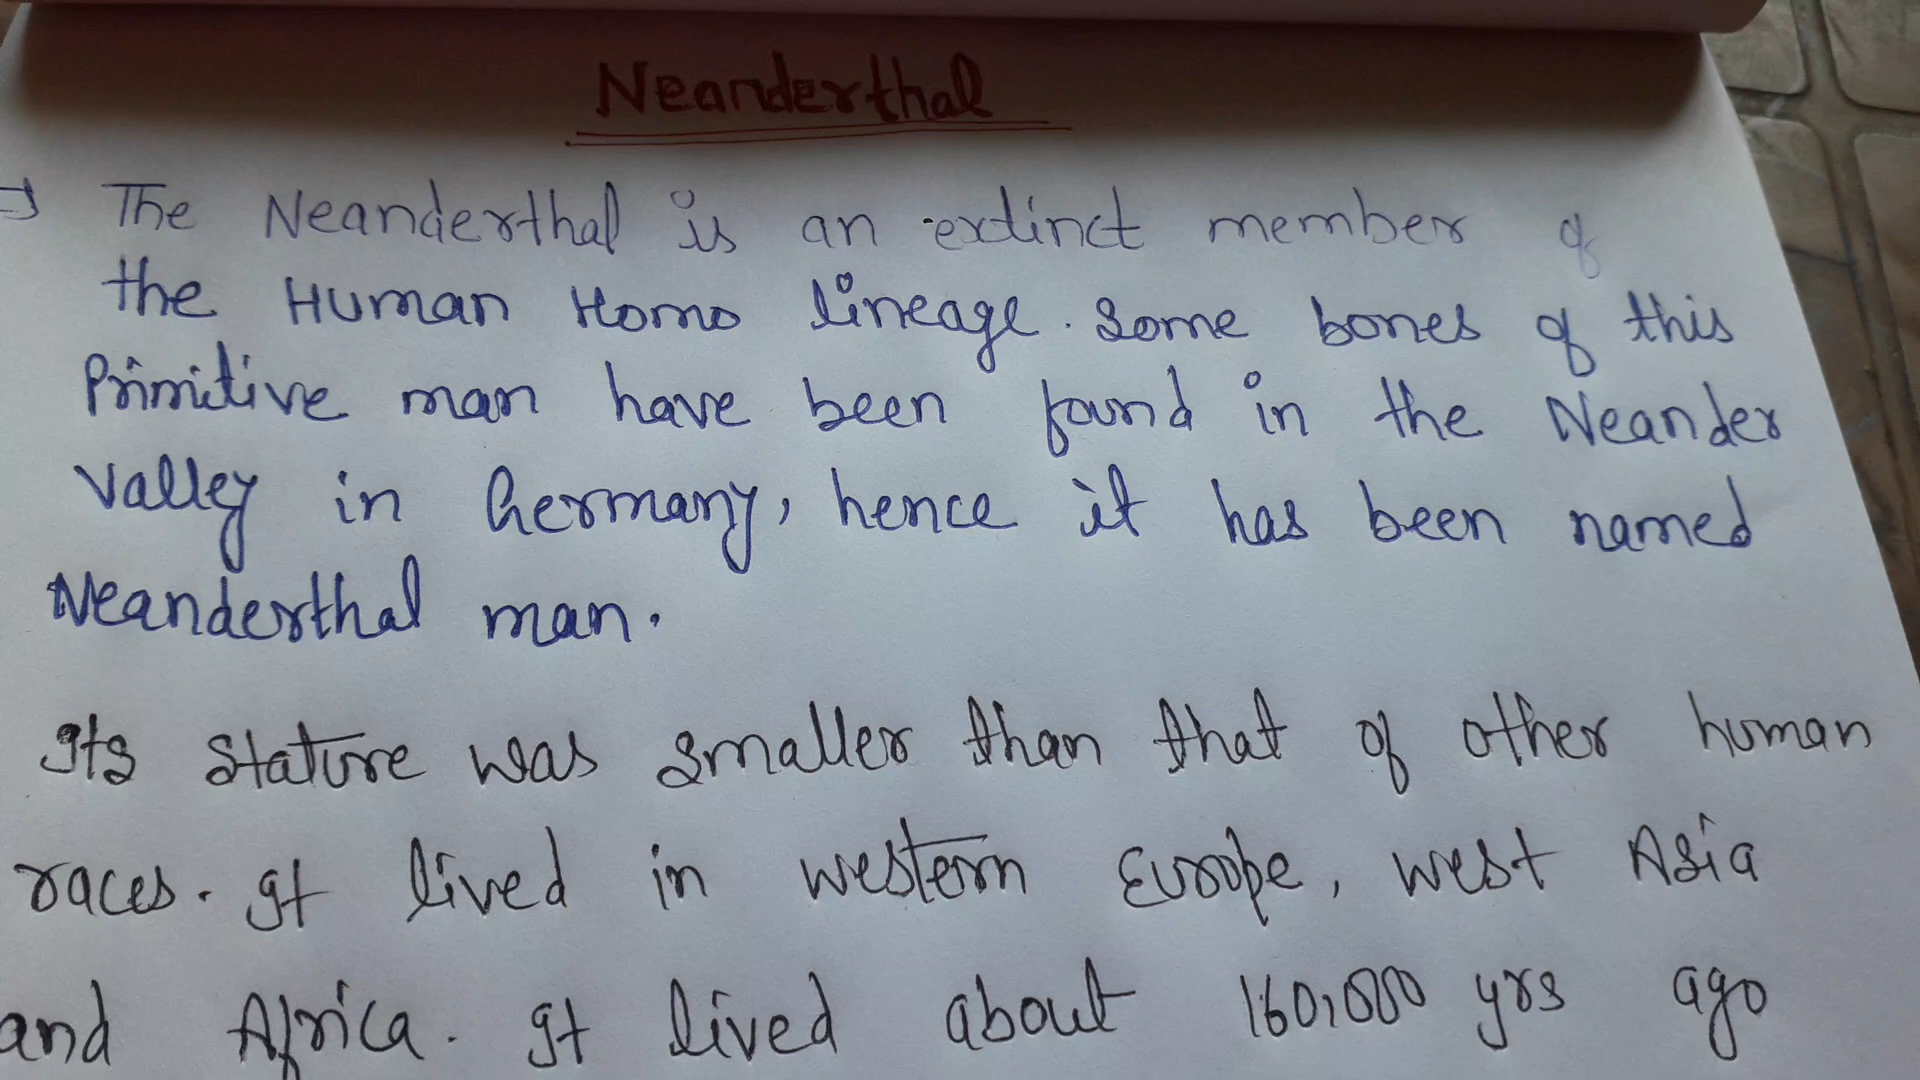 Neanderthal
→ The Neanderthal is an extinct member of
the Human Homo lineage. Some bones of this
Primitive man have been found in the Neander
Valley in Germany, hence it has been named
Neanderthal man.
Its stature was smaller than that of other human
races. It lived in western Europe, west Asia
and Africa. It lived about 160,000 yrs ago